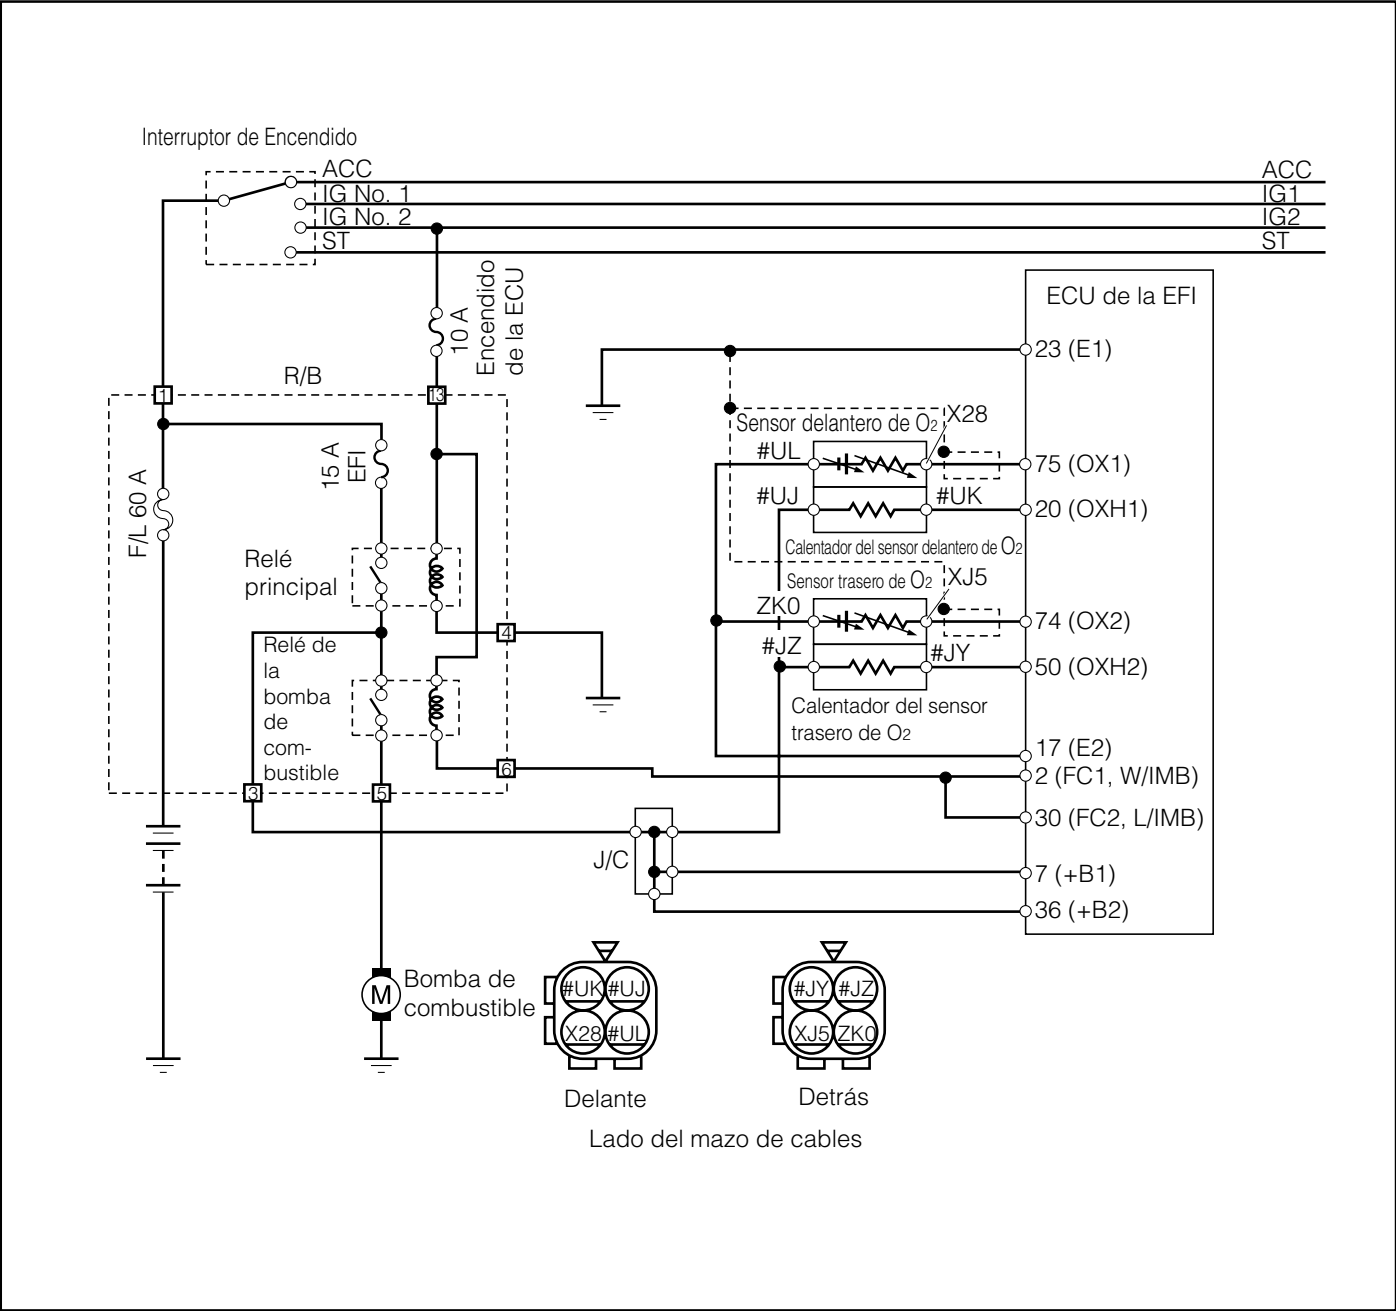 Interruptor de Encendido
ACC
ACC
IG No. 1
IG1
IG No. 2
IG2
ST
ST
10 A
Encendido
de la ECU
ECU de la EFI
23 (E1)
R/B
1
13
Sensor delantero de O2
X28
15 A
EFI
F/L 60 A
#UL
75 (OX1)
#UJ
#UK
20 (OXH1)
Calentador del sensor delantero de O2
Relé
principal
Sensor trasero de O2
XJ5
ZK0
74 (OX2)
4
#JZ
#JY
50 (OXH2)
Relé de
la
bomba
de
com-
bustible
Calentador del sensor
trasero de O2
17 (E2)
6
2 (FC1, W/IMB)
3
5
30 (FC2, L/IMB)
J/C
7 (+B1)
36 (+B2)
M
Bomba de
combustible
#UK
#UJ
X28
#UL
#JY
#JZ
XJ5
ZK0
Delante
Detrás
Lado del mazo de cables